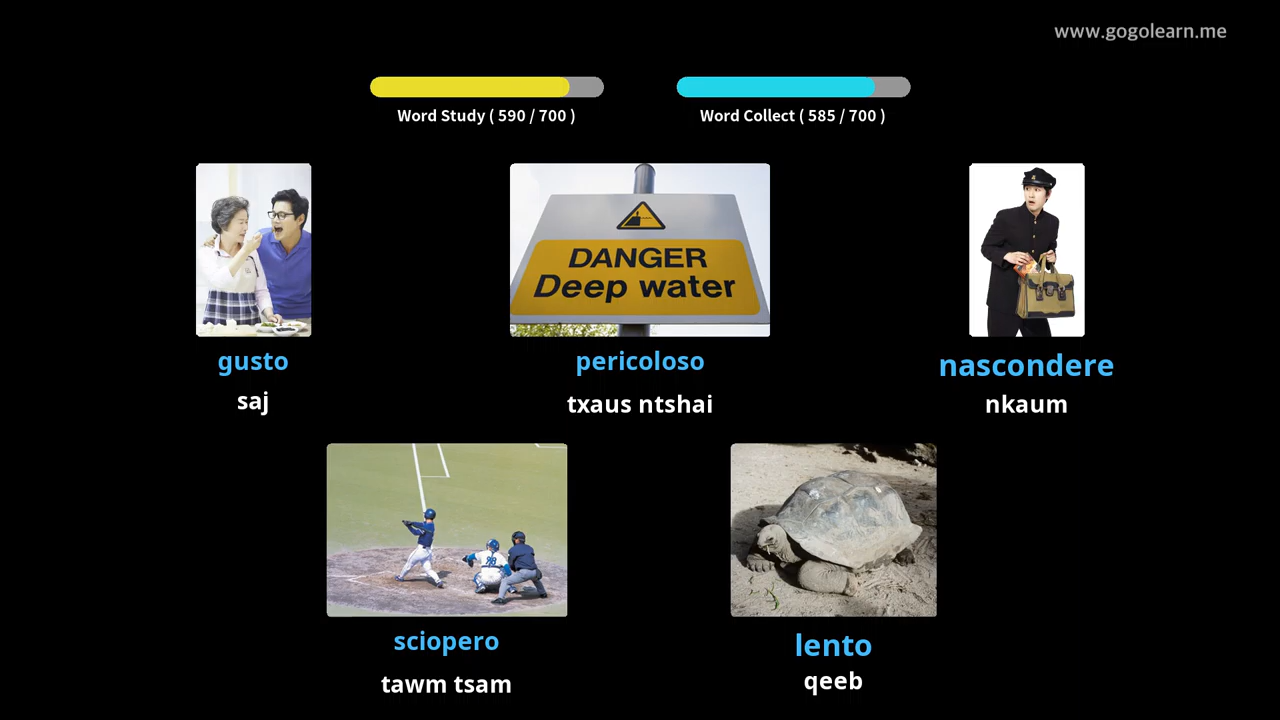 www.gogolearn.me
Word Study ( 590 / 700 )
Word Collect ( 585 / 700 )
DANGER
Deep water
gusto
saj
pericoloso
txaus ntshai
nascondere
nkaum
28
sciopero
tawm tsam
lento
qeeb